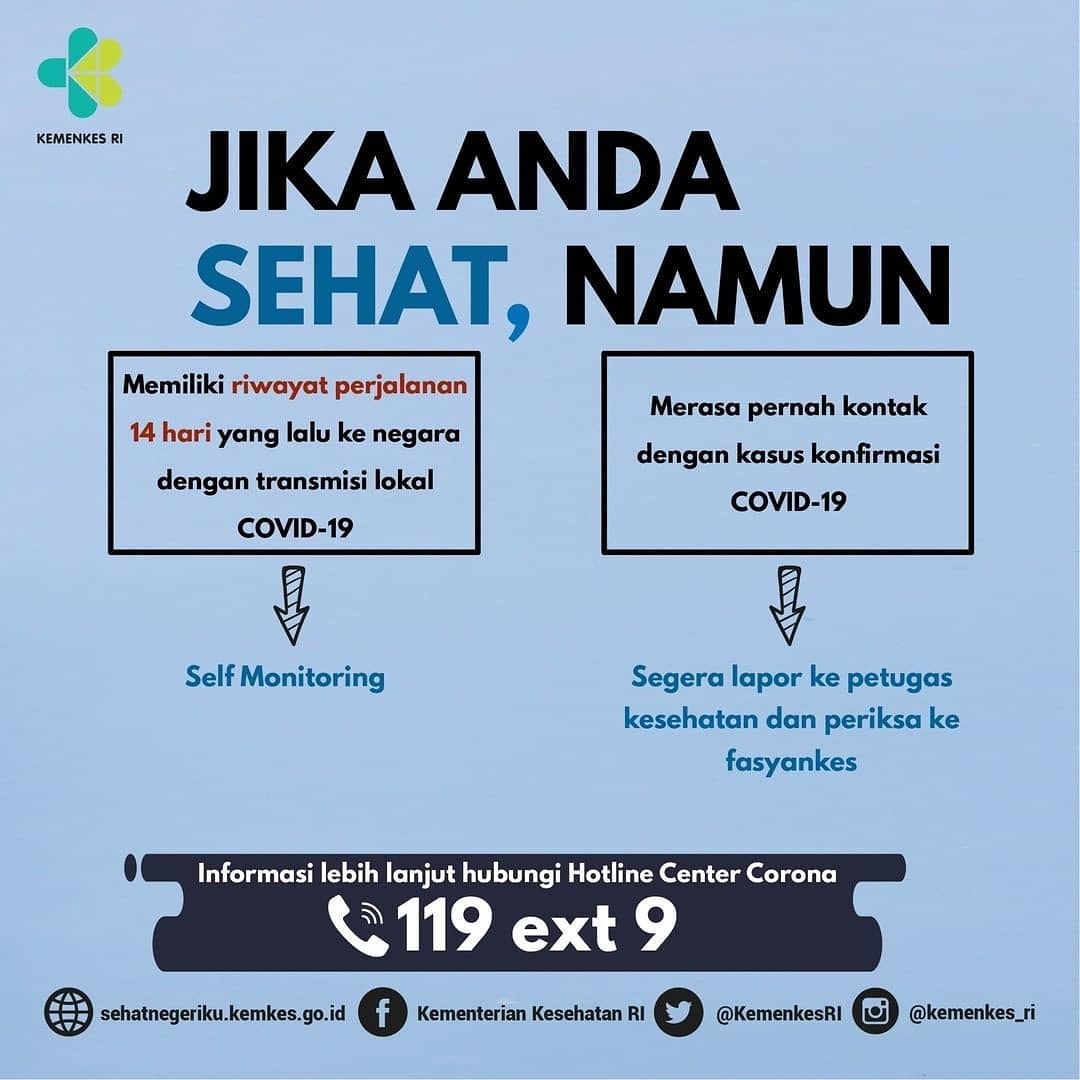 KEMENKES RI
JIKA ANDA
SEHAT, NAMUN
Memiliki riwayat perjalanan
14 hari yang lalu ke negara
dengan transmisi lokal
COVID-19
Merasa pernah kontak
dengan kasus konfirmasi
COVID-19
Self Monitoring
Segera lapor ke petugas
kesehatan dan periksa ke
fasyankes
Informasi lebih lanjut hubungi Hotline Center Corona
119 ext 9
sehatnegeriku.kemkes.go.id Kementerian Kesehatan RI @KemenkesRI @kemenkes_ri